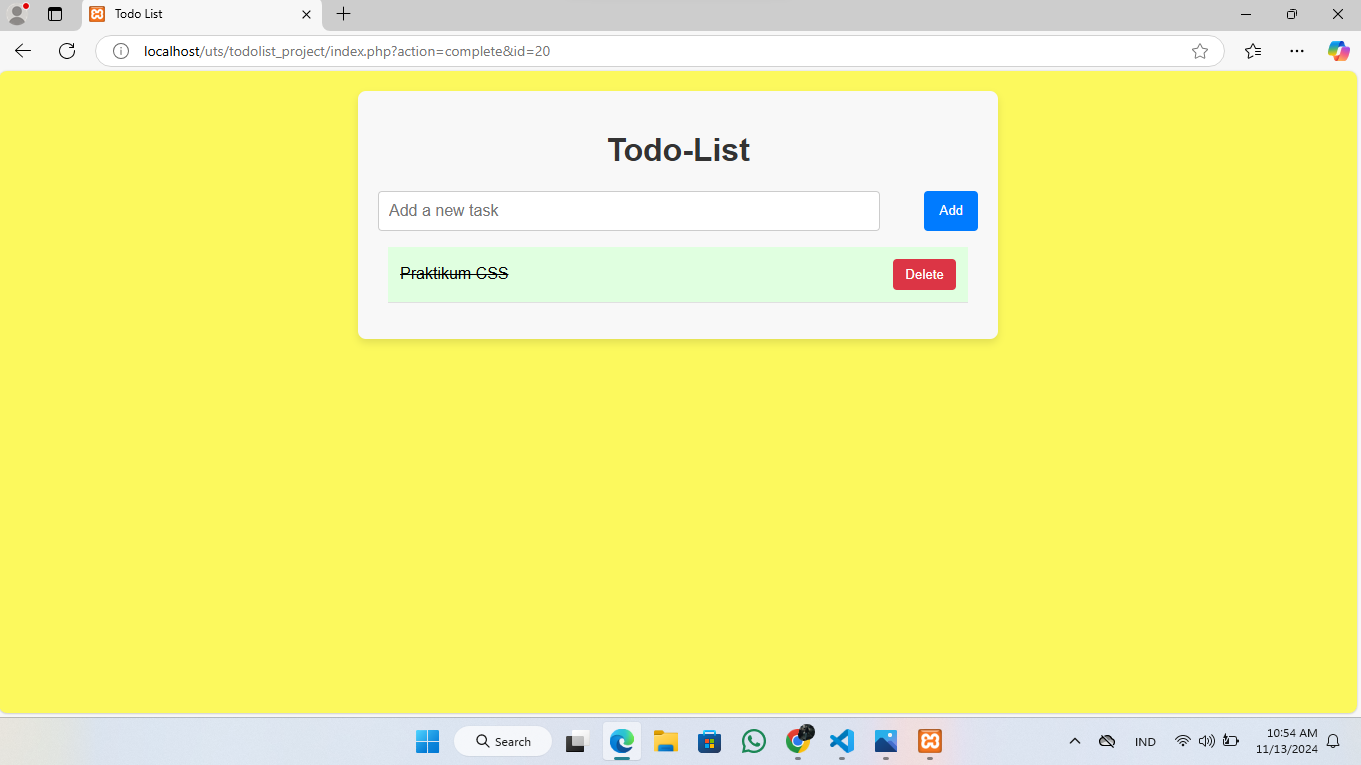 Todo List
localhost/uts/todolist_project/index.php?action=complete&id=20
Todo-List
Add a new task
Add
Praktikum CSS
Delete
Search
IND
10:54 AM
11/13/2024